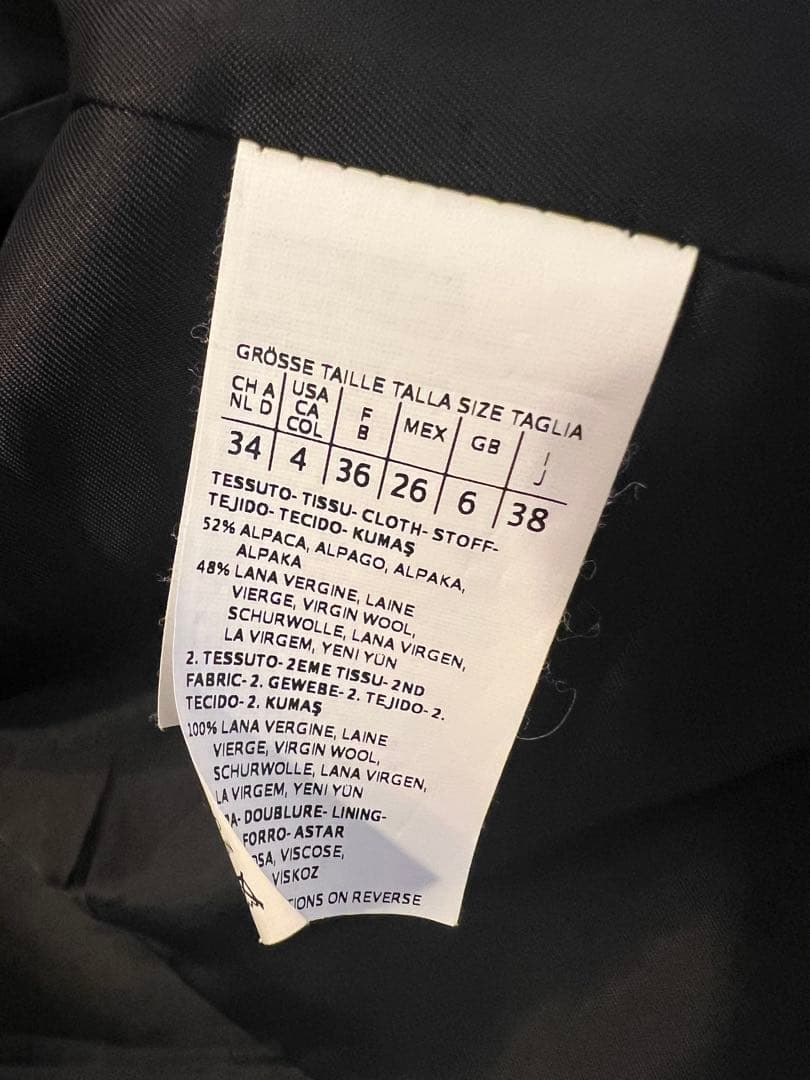 GRÖSSE TAILLE TALLA SIZE TAGLIA
CH A NL D USA CA COL F B MEX GB I J
34 4 36 26 6 38
TESSUTO- TISSU- CLOTH- STOFF-
TEJIDO- TECIDO- KUMAŞ
52% ALPACA, ALPAGO, ALPAKA,
ALPAKA
48% LANA VERGINE, LAINE
VIERGE, VIRGIN WOOL,
SCHURWOLLE, LANA VIRGEN,
LA VIRGEM, YENI YÜN
2. TESSUTO- 2EME TISSU- 2ND
FABRIC- 2. GEWEBE- 2. TEJIDO- 2.
TECIDO- 2. KUMAŞ
100% LANA VERGINE, LAINE
VIERGE, VIRGIN WOOL,
SCHURWOLLE, LANA VIRGEN,
LA VIRGEM, YENI YÜN
DOUBLURE- LINING-
FORRO- ASTAR
VISCOSE,
VISKOZ
ON REVERSE